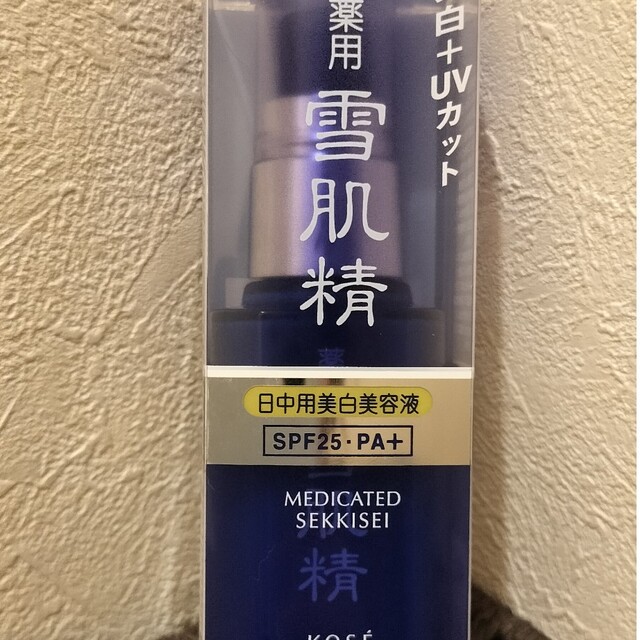 白+UVカット
薬用
雪肌精
日中用美白美容液
SPF25・PA+
MEDICATED
SEKKISEI
肌精
KOSÉ